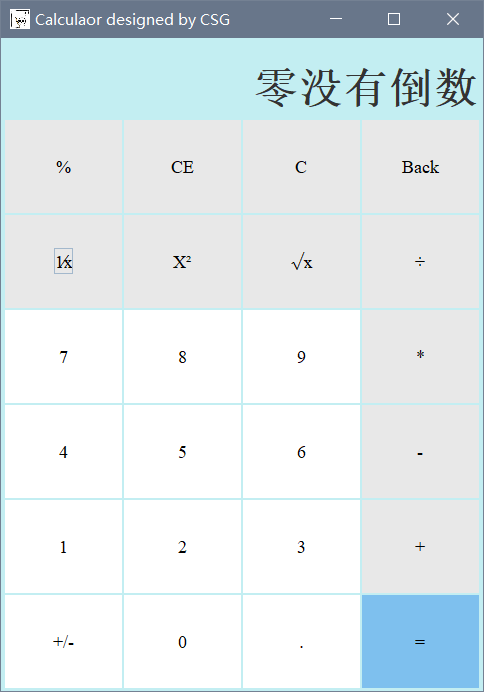 Calculaor designed by CSG
零没有倒数
% CE C Back
1⁄x X² √x ÷
7 8 9 *
4 5 6 -
1 2 3 +
+/- 0 . =